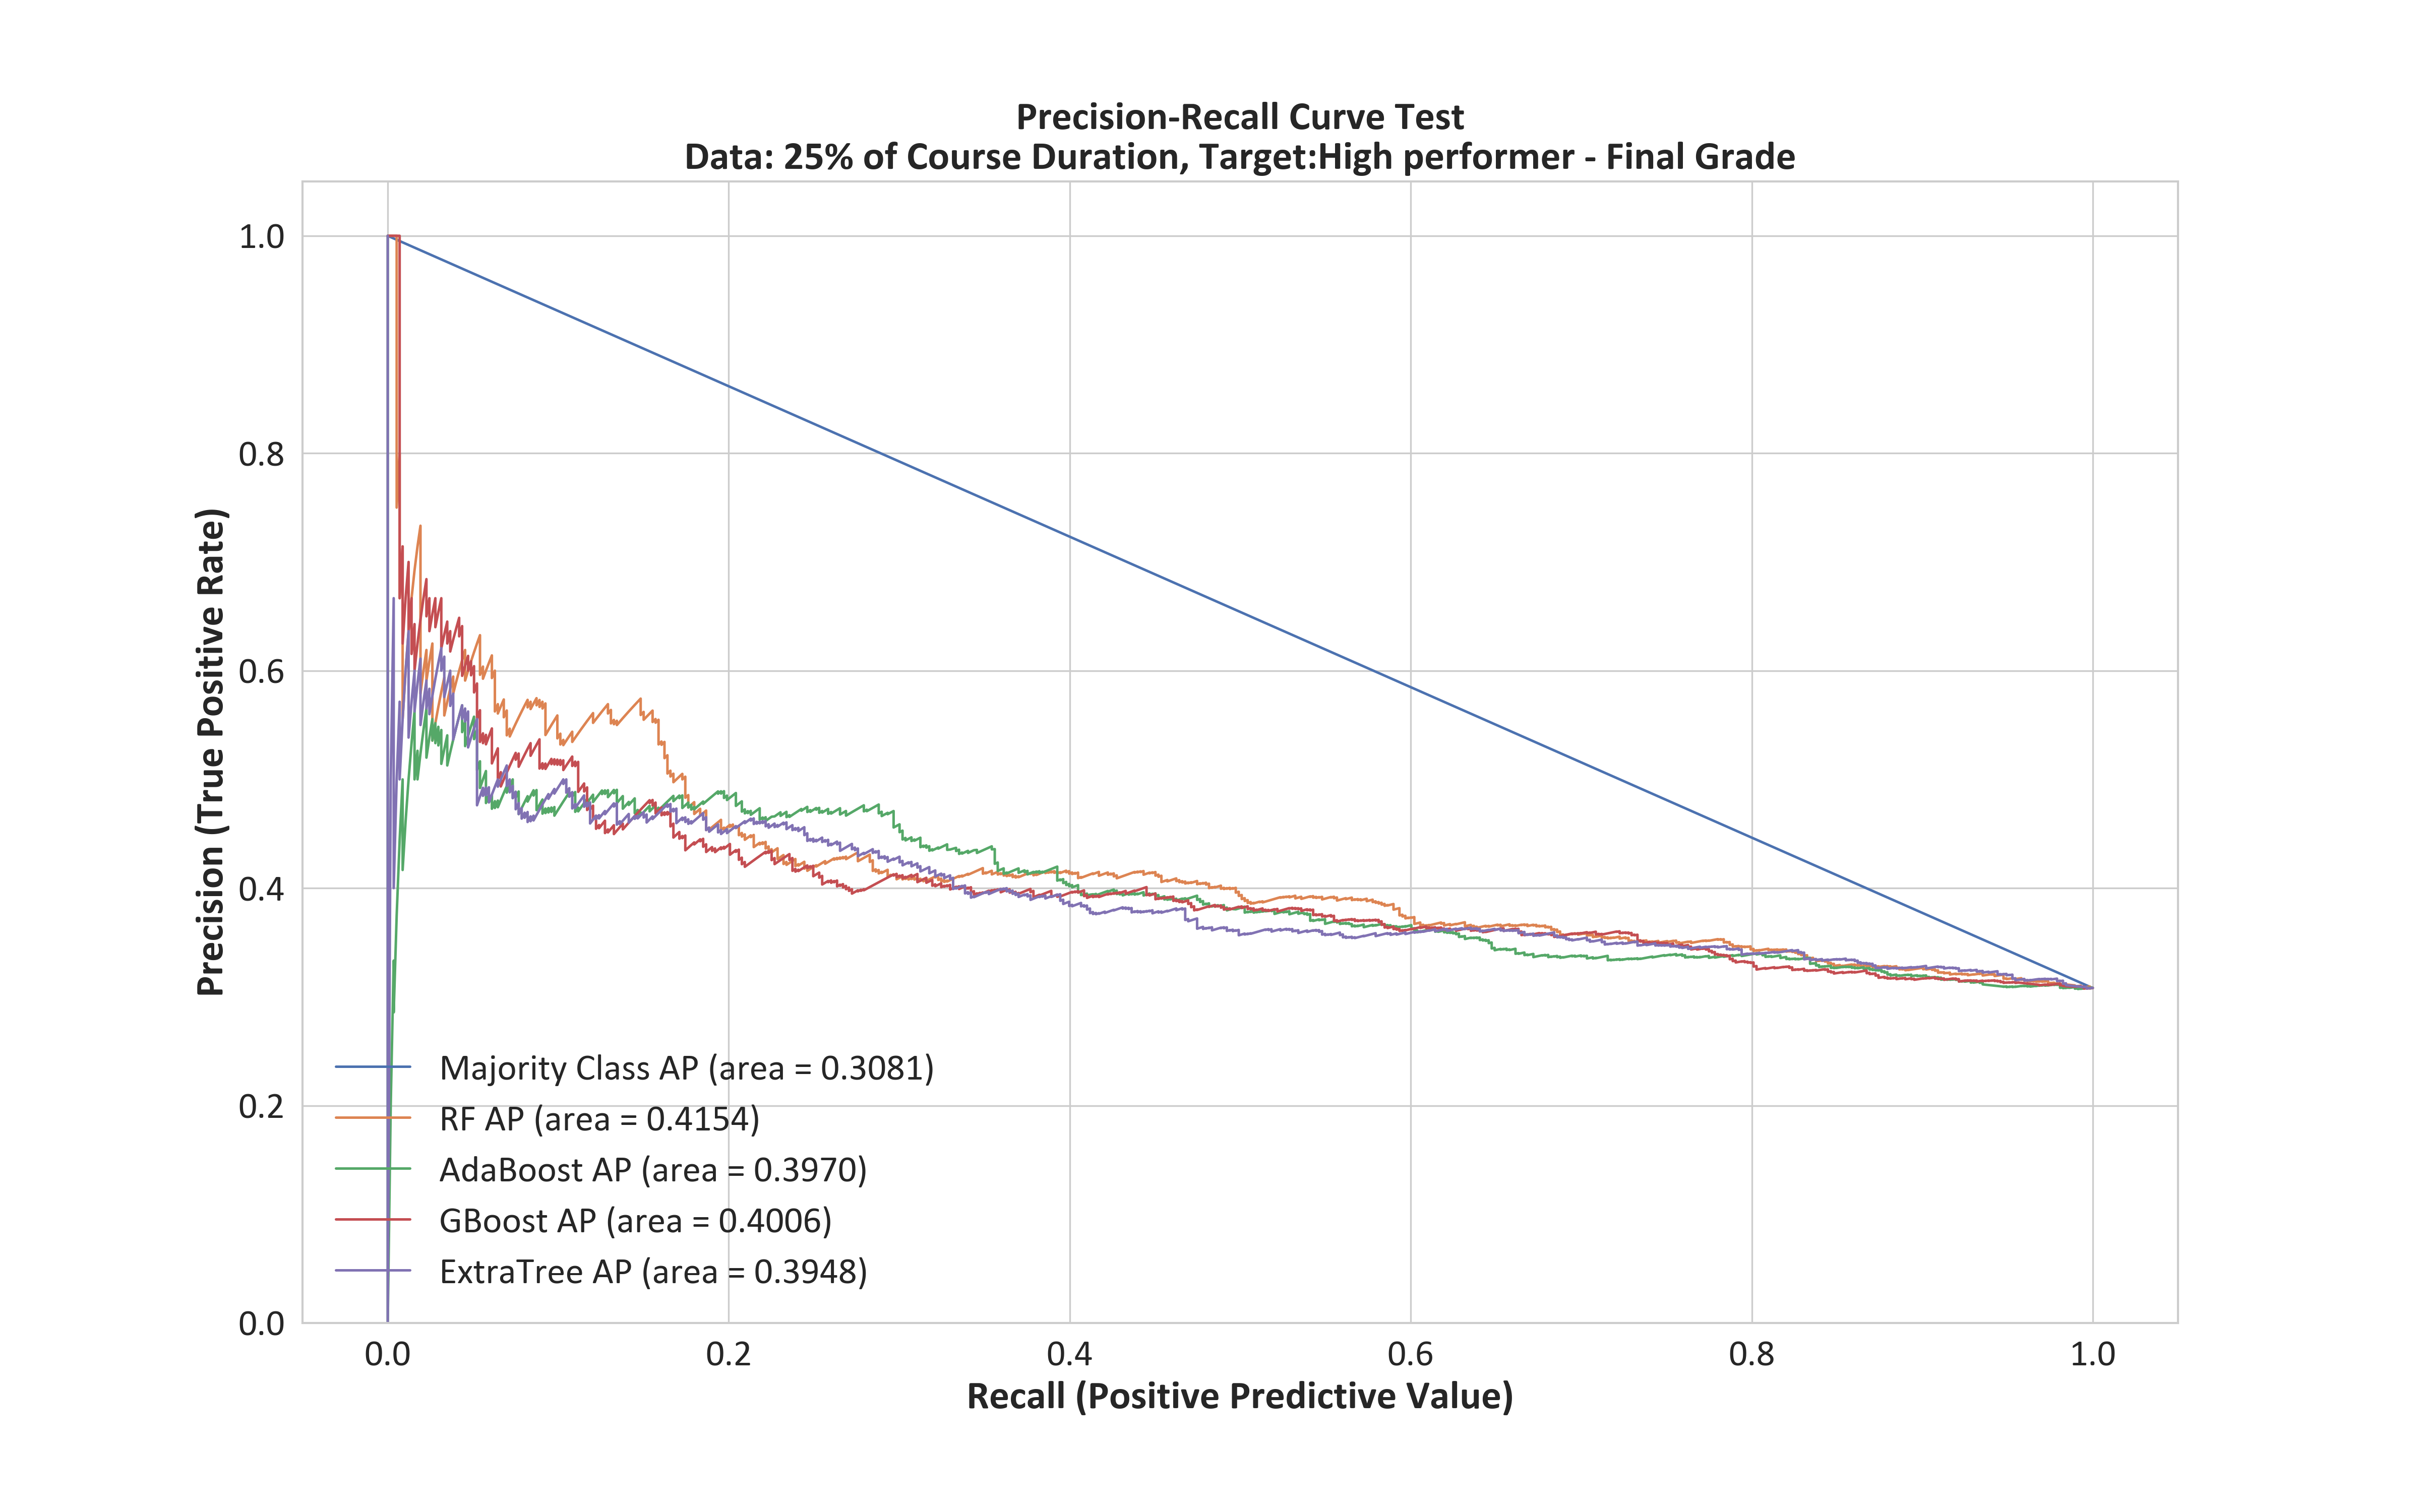 Precision-Recall Curve Test
Data: 25% of Course Duration, Target:High performer - Final Grade
Precision (True Positive Rate)
1.0
0.8
0.6
0.4
0.2
0.0
Majority Class AP (area = 0.3081)
RF AP (area = 0.4154)
AdaBoost AP (area = 0.3970)
GBoost AP (area = 0.4006)
ExtraTree AP (area = 0.3948)
0.0 0.2 0.4 0.6 0.8 1.0
Recall (Positive Predictive Value)